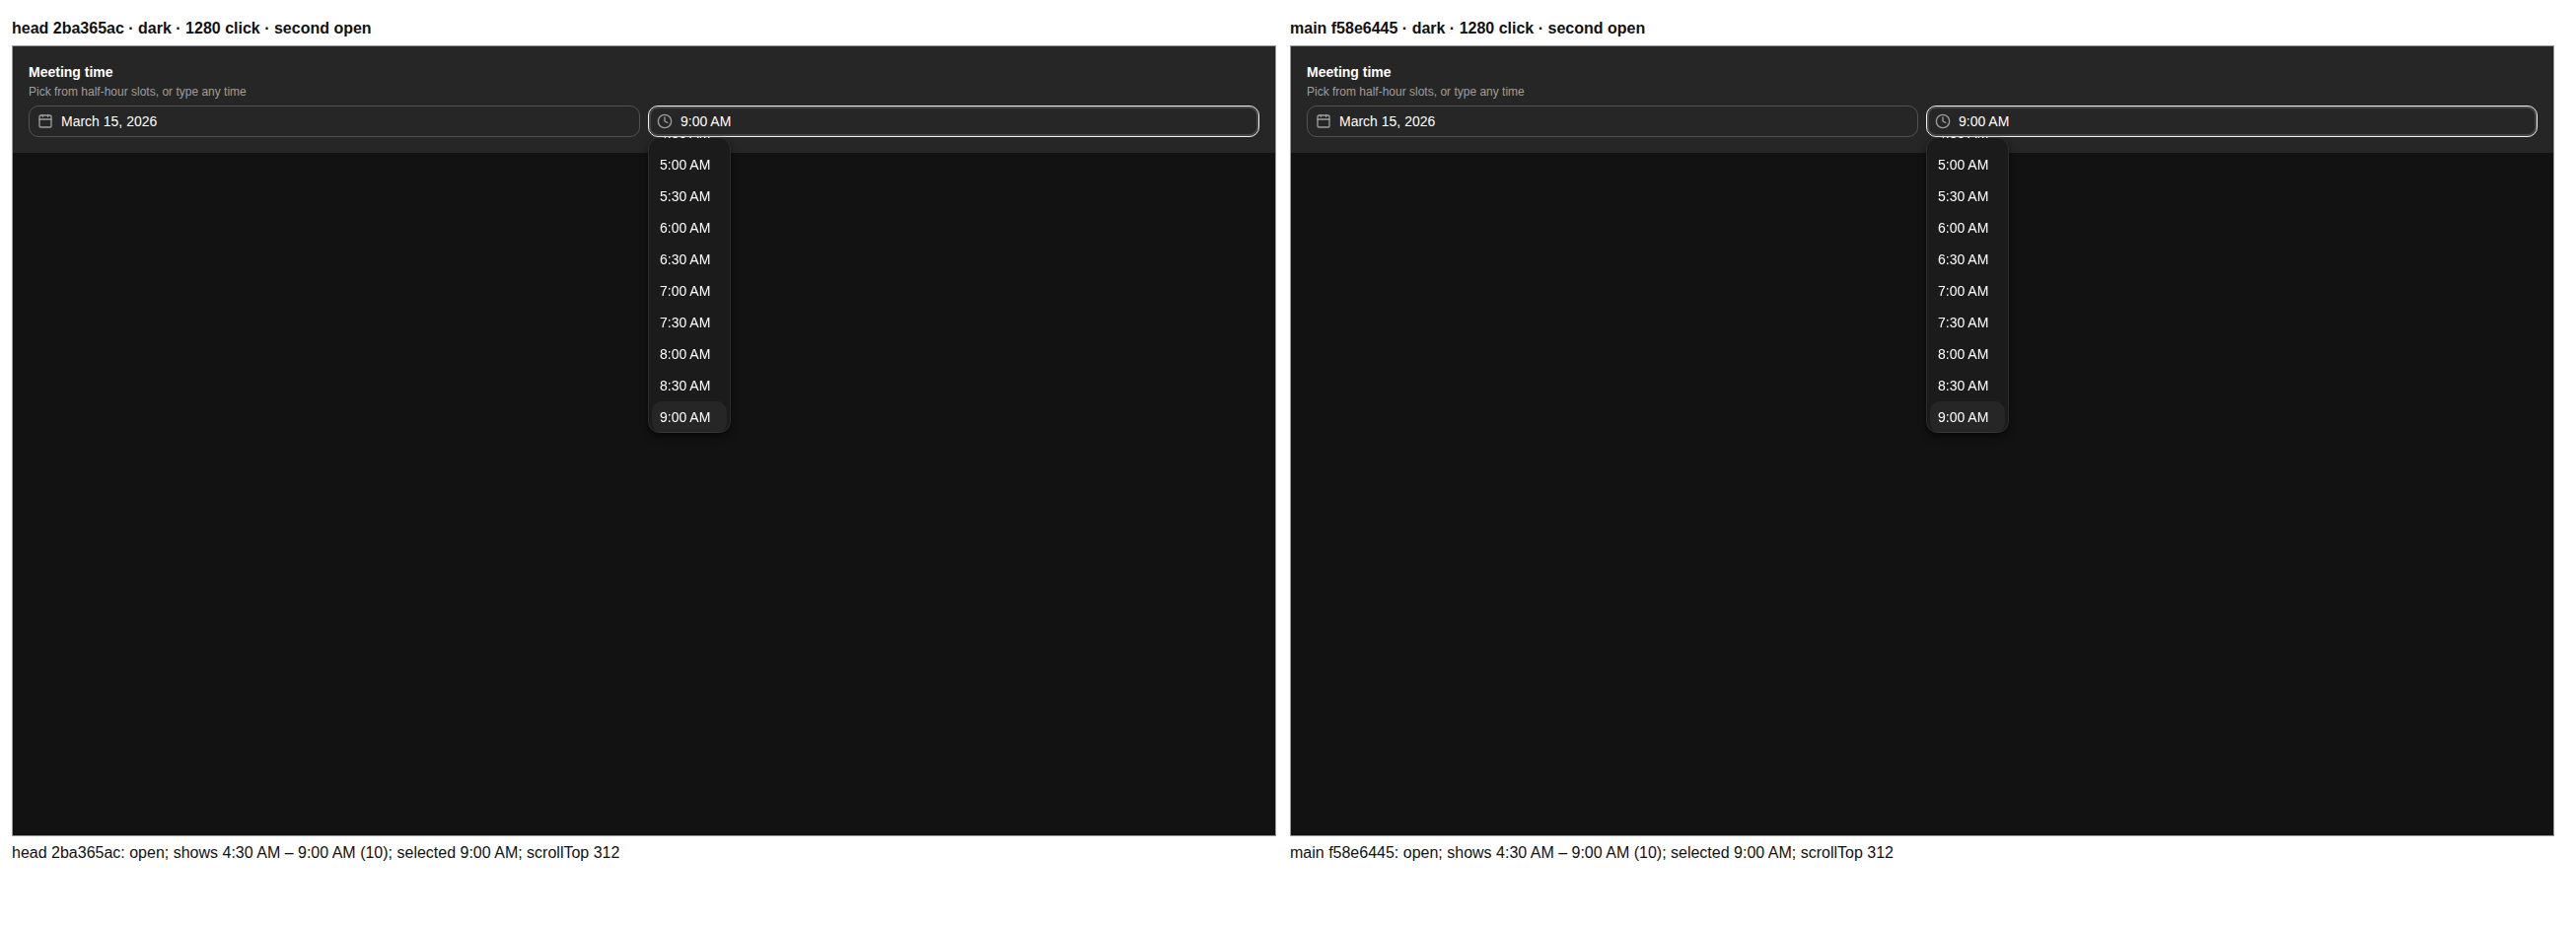 head 2ba365ac · dark · 1280 click · second open
Meeting time
Pick from half-hour slots, or type any time
March 15, 2026
9:00 AM
5:00 AM
5:30 AM
6:00 AM
6:30 AM
7:00 AM
7:30 AM
8:00 AM
8:30 AM
9:00 AM
head 2ba365ac: open; shows 4:30 AM – 9:00 AM (10); selected 9:00 AM; scrollTop 312
main f58e6445 · dark · 1280 click · second open
Meeting time
Pick from half-hour slots, or type any time
March 15, 2026
9:00 AM
5:00 AM
5:30 AM
6:00 AM
6:30 AM
7:00 AM
7:30 AM
8:00 AM
8:30 AM
9:00 AM
main f58e6445: open; shows 4:30 AM – 9:00 AM (10); selected 9:00 AM; scrollTop 312